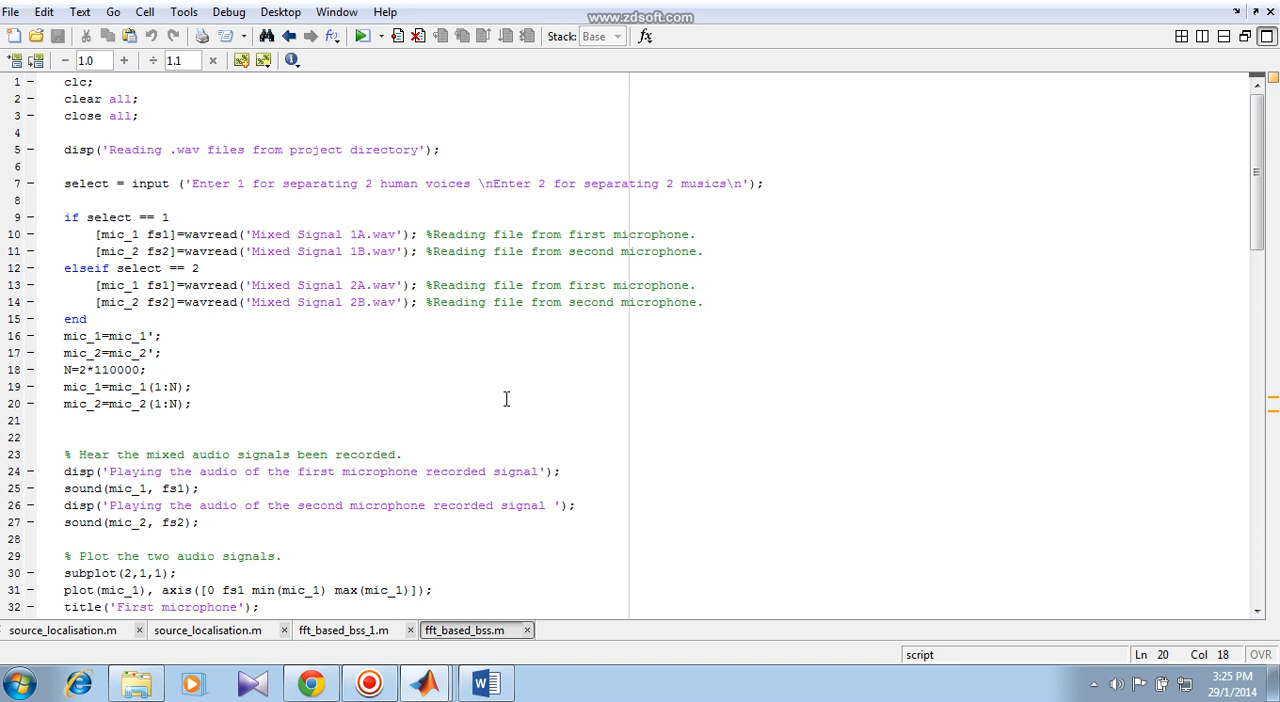 File Edit Text Go Cell Tools Debug Desktop Window Help
www.zdsoft.com
Stack: Base fx
− 1.0 + ÷ 1.1 ×
1 − clc;
2 − clear all;
3 − close all;
4 −
5 − disp('Reading .wav files from project directory');
6 −
7 − select = input ('Enter 1 for separating 2 human voices \nEnter 2 for separating 2 musics\n');
8 −
9 − if select == 1
10 − [mic_1 fs1]=wavread('Mixed Signal 1A.wav'); %Reading file from first microphone.
11 − [mic_2 fs2]=wavread('Mixed Signal 1B.wav'); %Reading file from second microphone.
12 − elseif select == 2
13 − [mic_1 fs1]=wavread('Mixed Signal 2A.wav'); %Reading file from first microphone.
14 − [mic_2 fs2]=wavread('Mixed Signal 2B.wav'); %Reading file from second microphone.
15 − end
16 − mic_1=mic_1';
17 − mic_2=mic_2';
18 − N=2*110000;
19 − mic_1=mic_1(1:N);
20 − mic_2=mic_2(1:N);
21 −
22 −
23 − % Hear the mixed audio signals been recorded.
24 − disp('Playing the audio of the first microphone recorded signal');
25 − sound(mic_1, fs1);
26 − disp('Playing the audio of the second microphone recorded signal ');
27 − sound(mic_2, fs2);
28 −
29 − % Plot the two audio signals.
30 − subplot(2,1,1);
31 − plot(mic_1), axis([0 fs1 min(mic_1) max(mic_1)]);
32 − title('First microphone');
source_localisation.m × source_localisation.m × fft_based_bss_1.m × fft_based_bss.m ×
script Ln 20 Col 18 OVR
3:25 PM
29/1/2014